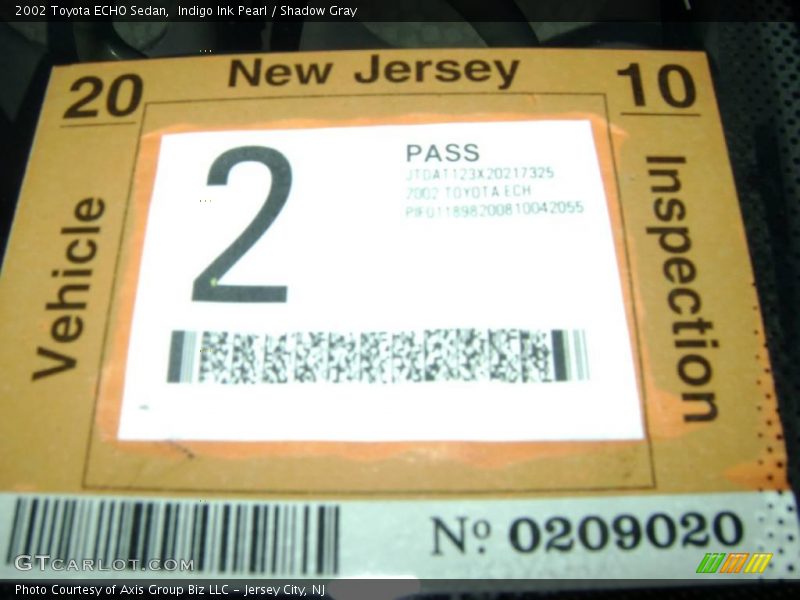 2002 Toyota ECHO Sedan, Indigo Ink Pearl / Shadow Gray
20 New Jersey 10
Vehicle
Inspection
2
PASS
JTDAT123X20217325
2002 TOYOTA ECH
PIF011898200810042055
Nº 0209020
GTCARLOT.COM
Photo Courtesy of Axis Group Biz LLC - Jersey City, NJ